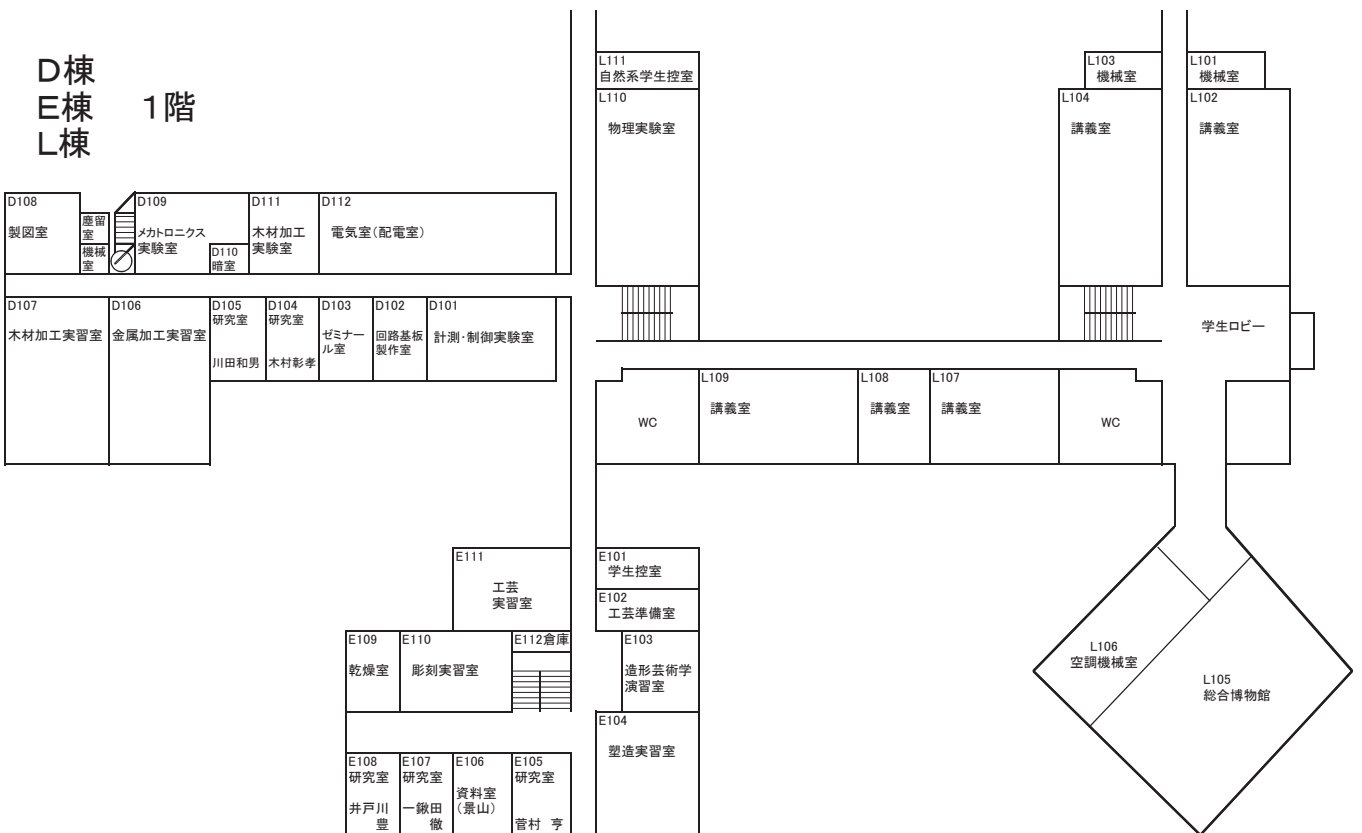 D棟
E棟 1階
L棟
L111
自然系学生控室
L110
物理実験室
L103
機械室
L101
機械室
L104
講義室
L102
講義室
D108
製図室
塵留
室
機械
室
D109
メカトロニクス
実験室
D110
暗室
D111
木材加工
実験室
D112
電気室(配電室)
D107
木材加工実習室
D106
金属加工実習室
D105
研究室
川田和男
D104
研究室
木村彰孝
D103
ゼミナー
ル室
D102
回路基板
製作室
D101
計測・制御実験室
学生ロビー
WC
L109
講義室
L108
講義室
L107
講義室
WC
E111
工芸
実習室
E101
学生控室
E102
工芸準備室
E109
乾燥室
E110
彫刻実習室
E112倉庫
E103
造形芸術学
演習室
E104
塑造実習室
L106
空調機械室
L105
総合博物館
E108
研究室
井戸川
豊
E107
研究室
一鍬田
徹
E106
資料室
(景山)
E105
研究室
菅村 亨